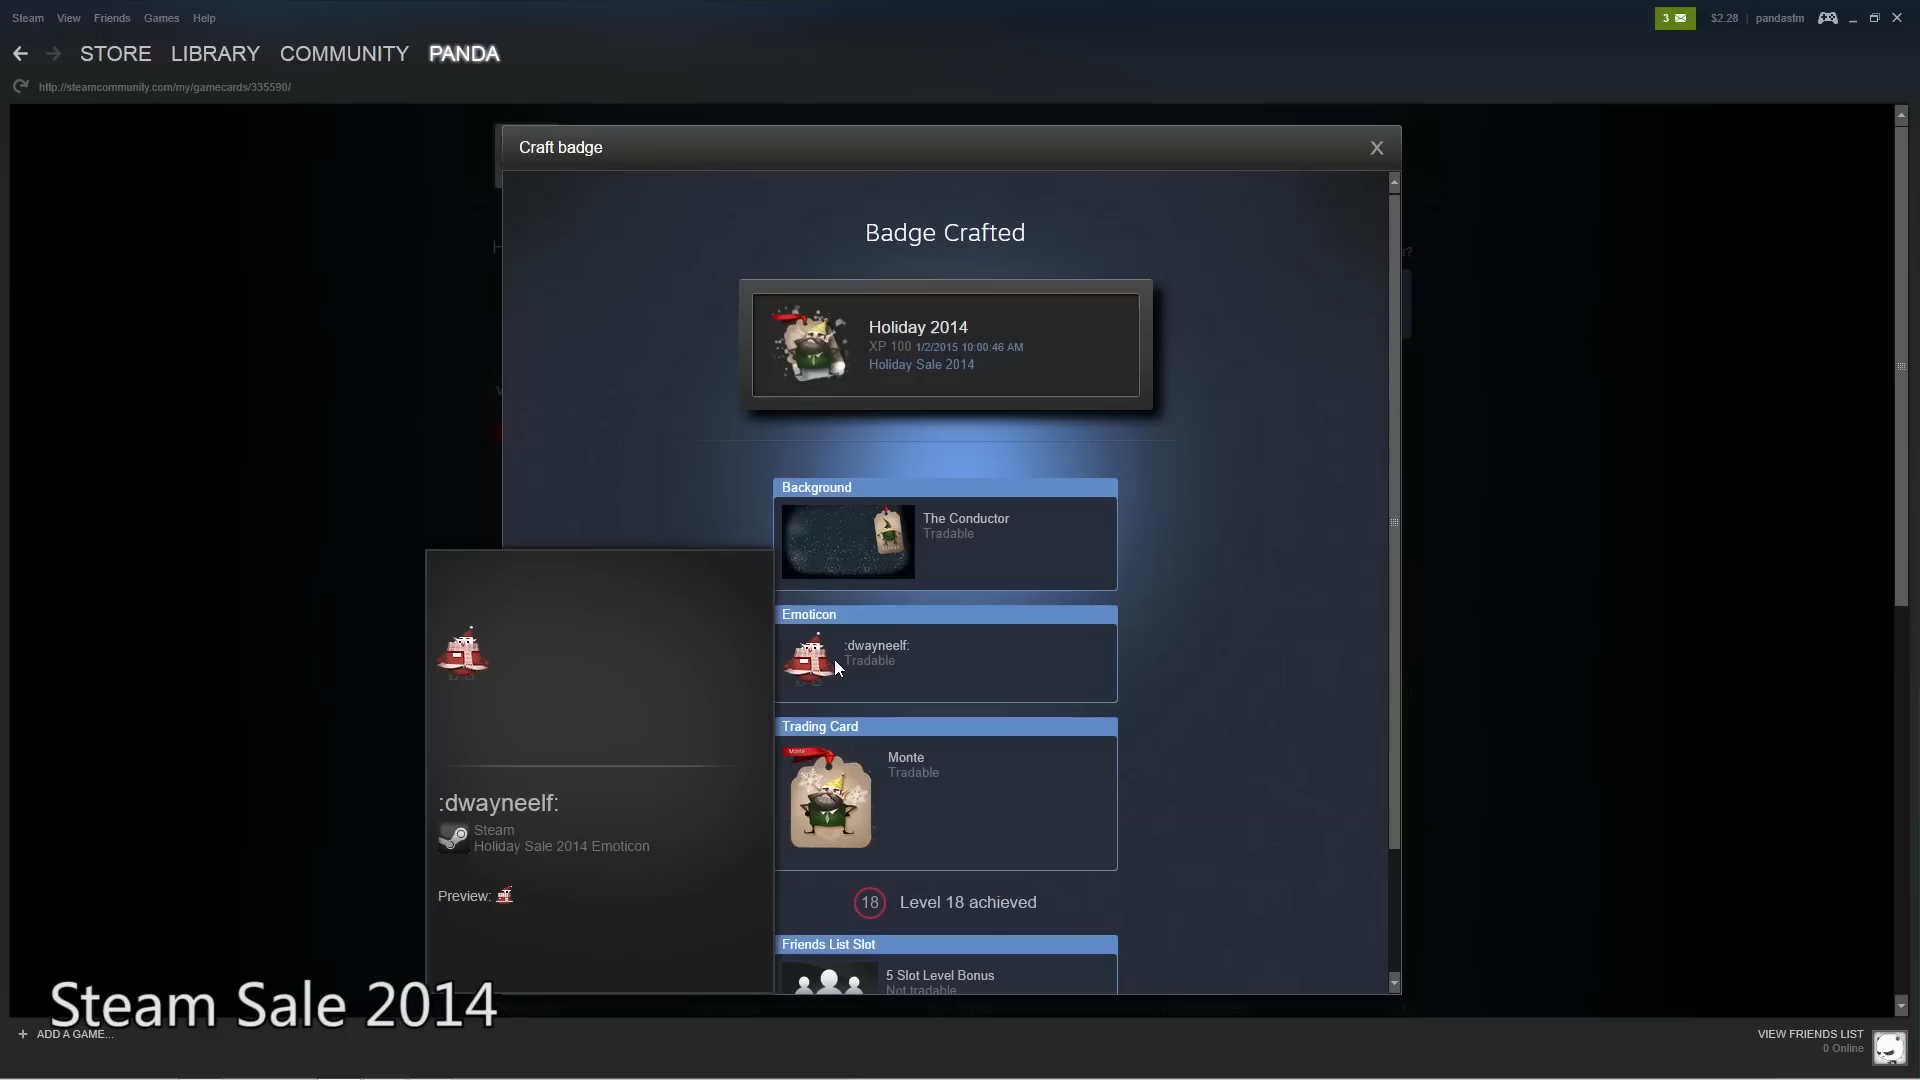 Steam View Friends Games Help
3 $2.28 pandastm
STORE LIBRARY COMMUNITY PANDA
http://steamcommunity.com/my/gamecards/335590/
Craft badge X
Badge Crafted
Holiday 2014
XP 100 1/2/2015 10:00:46 AM
Holiday Sale 2014
Background
The Conductor
Tradable
Emoticon
:dwayneelf:
Tradable
Trading Card
Monte
Monte
Tradable
:dwayneelf:
Steam
Holiday Sale 2014 Emoticon
Preview:
18 Level 18 achieved
Friends List Slot
5 Slot Level Bonus
Not tradable
Steam Sale 2014
+ ADD A GAME...
VIEW FRIENDS LIST
0 Online